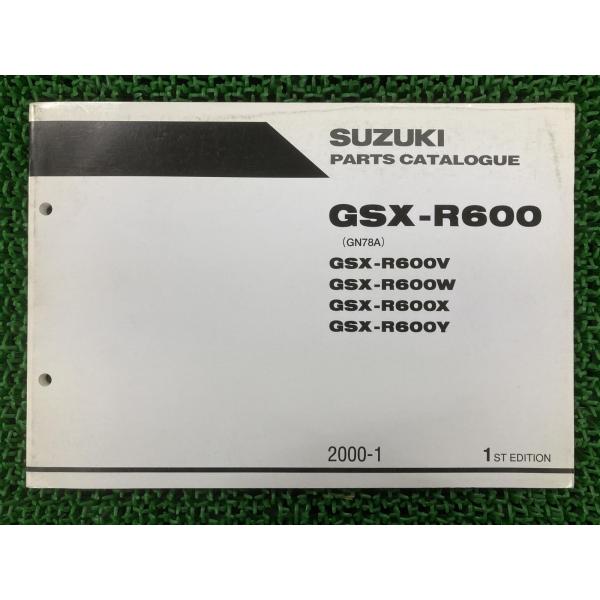 SUZUKI
PARTS CATALOGUE
GSX-R600
(GN78A)
GSX-R600V
GSX-R600W
GSX-R600X
GSX-R600Y
2000-1 1ST EDITION